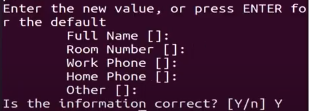 Enter the new value, or press ENTER fo
r the default
Full Name []:
Room Number []:
Work Phone []:
Home Phone []:
Other []:
Is the information correct? [Y/n] Y